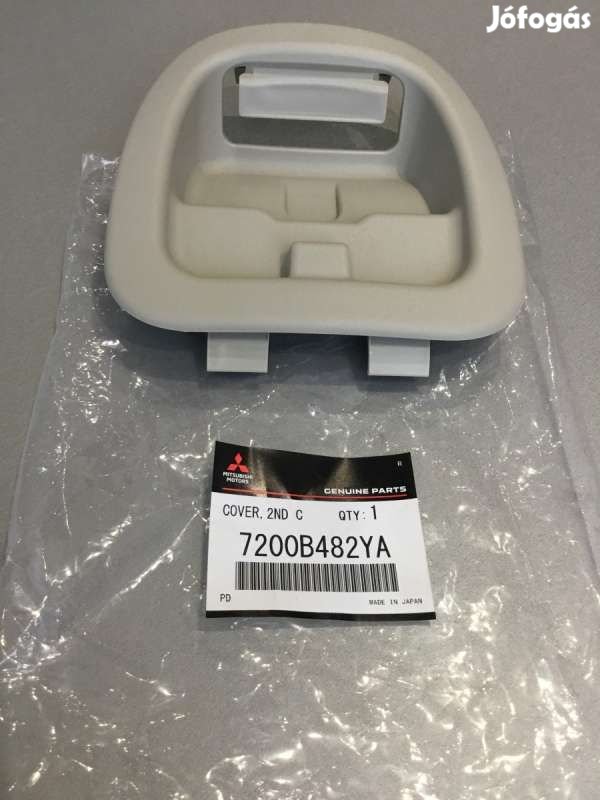 Jófogás
R
MITSUBISHI
MOTORS
GENUINE PARTS
COVER,2ND C QTY: 1
7200B482YA
PD MADE IN JAPAN